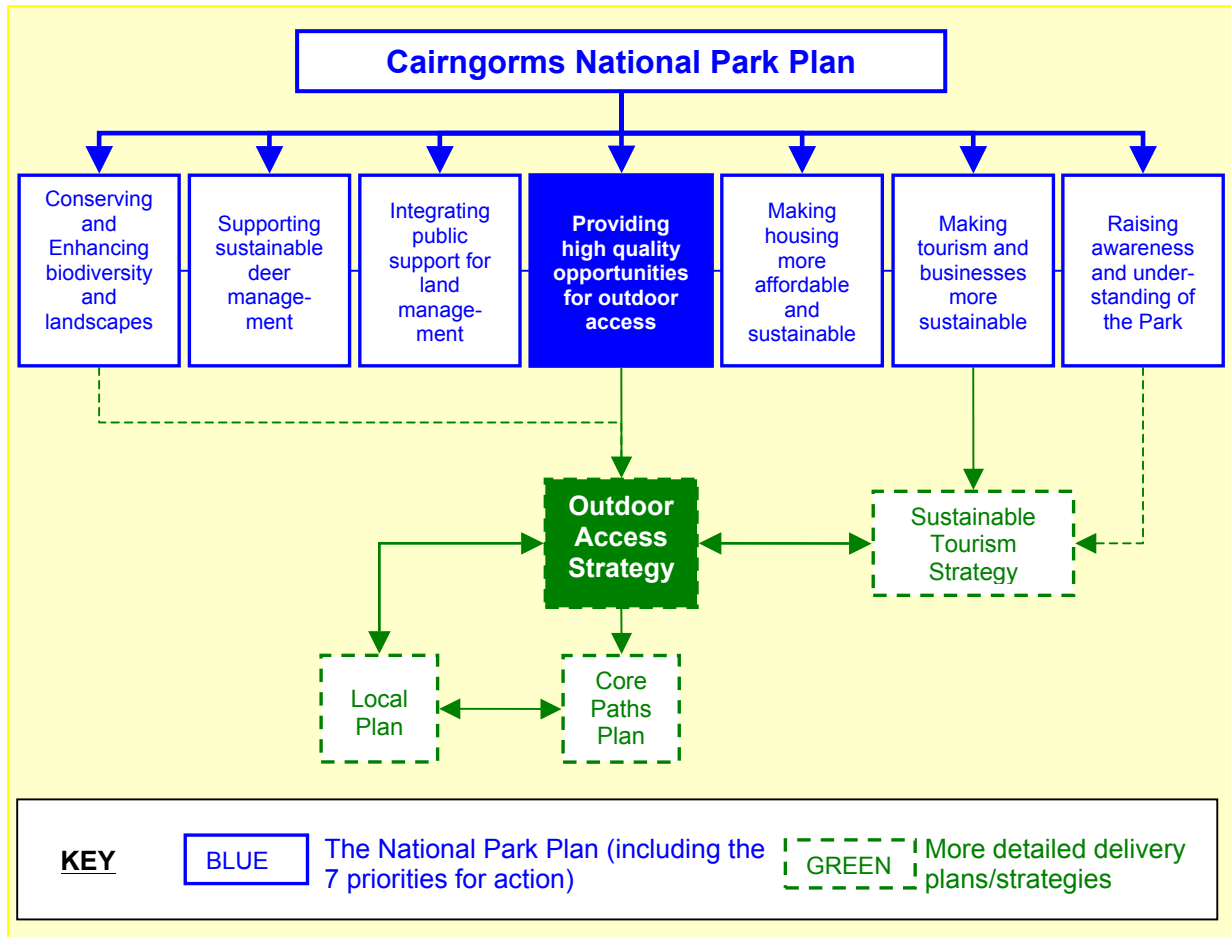 Cairngorms National Park Plan
Conserving
and
Enhancing
biodiversity
and
landscapes
Supporting
sustainable
deer
manage-
ment
Integrating
public
support for
land
manage-
ment
Providing
high quality
opportunities
for outdoor
access
Making
housing
more
affordable
and
sustainable
Making
tourism and
businesses
more
sustainable
Raising
awareness
and under-
standing of
the Park
Outdoor
Access
Strategy
Sustainable
Tourism
Strategy
Local
Plan
Core
Paths
Plan
KEY
BLUE
The National Park Plan (including the
7 priorities for action)
GREEN
More detailed delivery
plans/strategies